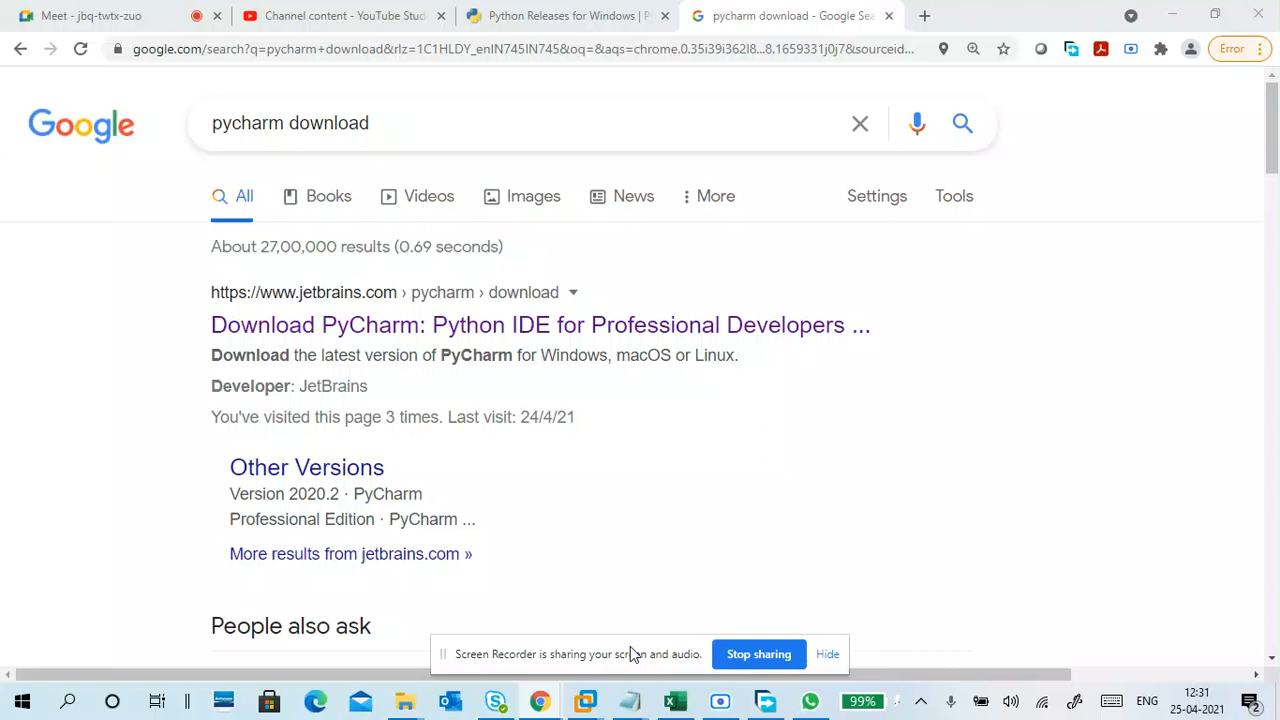 Meet - jbq-twtx-zuo
Channel content - YouTube Stud
Python Releases for Windows | P
pycharm download - Google Sea
google.com/search?q=pycharm+download&rlz=1C1HLDY_enIN745IN745&oq=&aqs=chrome.0.35i39i362l8...8.1659331j0j7&sourceid...
Error
Google
pycharm download
All
Books
Videos
Images
News
More
Settings
Tools
About 27,00,000 results (0.69 seconds)
https://www.jetbrains.com › pycharm › download
Download PyCharm: Python IDE for Professional Developers ...
Download the latest version of PyCharm for Windows, macOS or Linux.
Developer: JetBrains
You've visited this page 3 times. Last visit: 24/4/21
Other Versions
Version 2020.2 · PyCharm
Professional Edition · PyCharm ...
More results from jetbrains.com »
People also ask
Screen Recorder is sharing your screen and audio.
Stop sharing
Hide
99%
ENG
12:31
25-04-2021
2